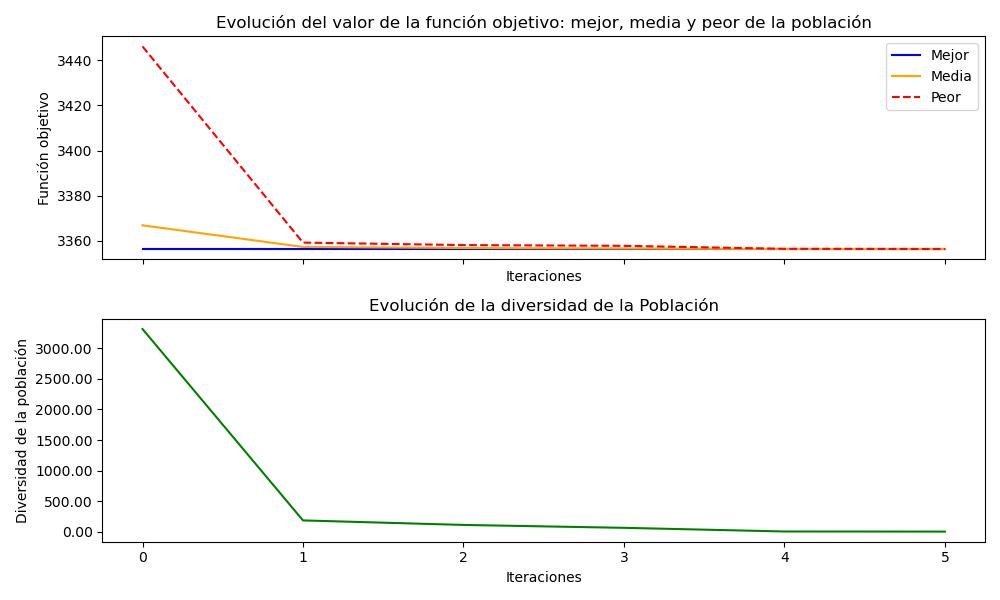 Evolución del valor de la función objetivo: mejor, media y peor de la población
Función objetivo
3440
3420
3400
3380
3360
Mejor
Media
Peor
Iteraciones
Evolución de la diversidad de la Población
Diversidad de la población
3000.00
2500.00
2000.00
1500.00
1000.00
500.00
0.00
0 1 2 3 4 5
Iteraciones